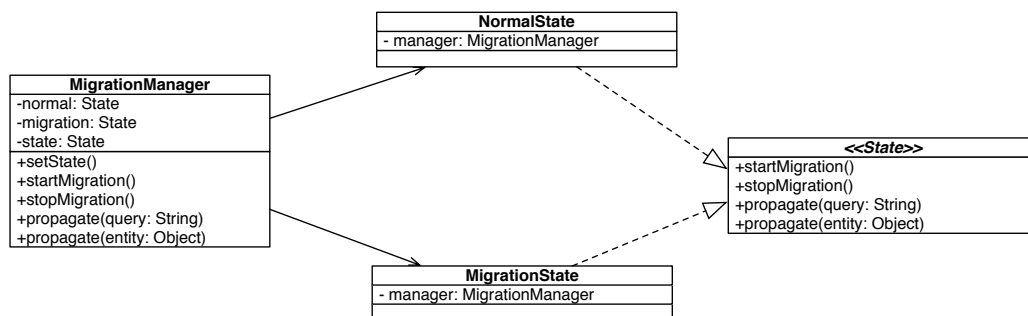 NormalState
- manager: MigrationManager
MigrationManager
-normal: State
-migration: State
-state: State
+setState()
+startMigration()
+stopMigration()
+propagate(query: String)
+propagate(entity: Object)
<<State>>
+startMigration()
+stopMigration()
+propagate(query: String)
+propagate(entity: Object)
MigrationState
- manager: MigrationManager